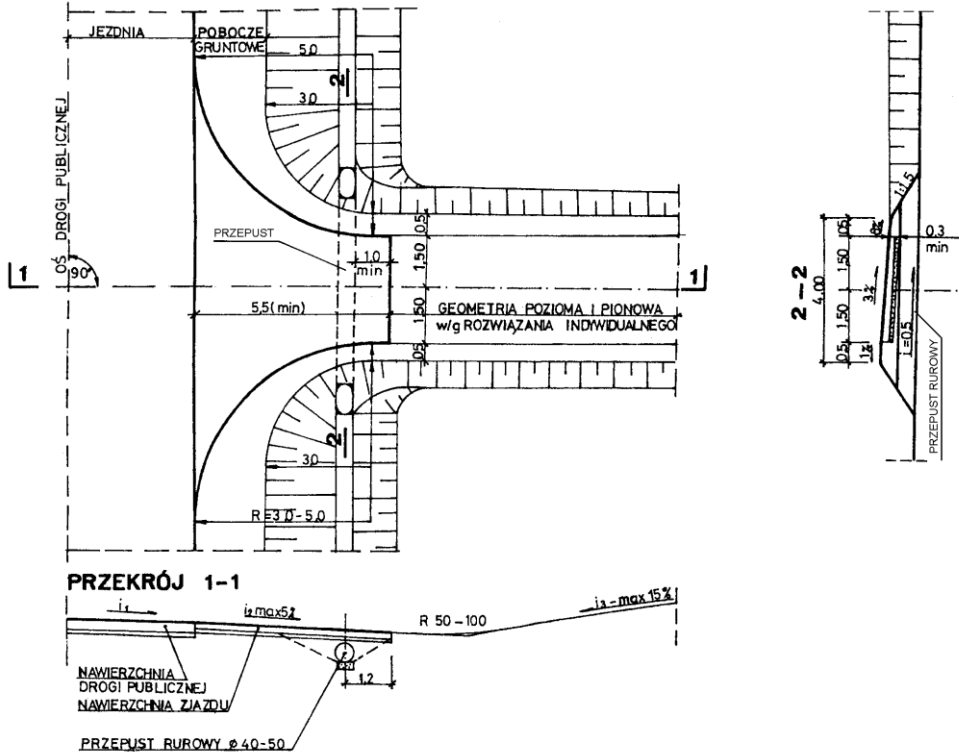 JEZDNIA
POBOCZE
GRUNTOWE
5,0
2
3,0
OŚ DROGI PUBLICZNEJ
PRZEPUST
1,0
min
0,5
1,50
1
90°
1
5,5(min)
1,50
GEOMETRIA POZIOMA I PIONOWA
w/g ROZWIĄZANIA INDYWIDUALNEGO
0,5
2
3,0
R=3,0-5,0
1:1,5
0,3
min
2-2
4.00
0,5
1,50
1,50
0,5
8%
3%
1%
i=0.5
PRZEPUST RUROWY
PRZEKRÓJ 1-1
i₁
i₂ max5%
R 50-100
i₃-max 15%
1,2
NAWIERZCHNIA
DROGI PUBLICZNEJ
NAWIERZCHNIA ZJAZDU
PRZEPUST RUROWY ø 40-50